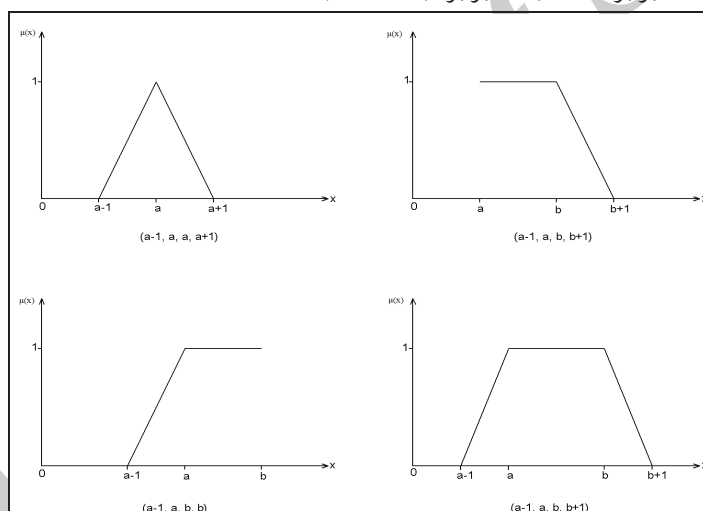 μ(x)
1
0 a-1 a a+1 x
(a-1, a, a, a+1)
μ(x)
1
0 a b b+1
(a-1, a, b, b+1)
μ(x)
1
0 a-1 a b x
(a-1, a, b, b)
μ(x)
1
0 a-1 a b b+1
(a-1, a, b, b+1)